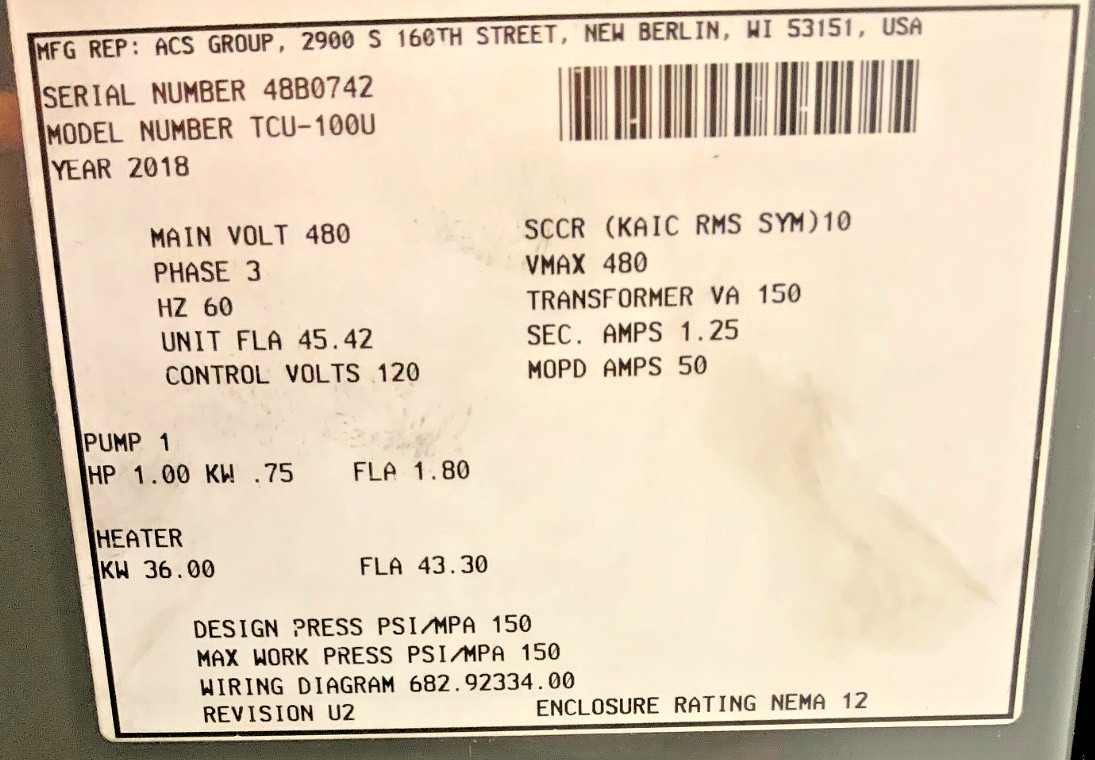 MFG REP: ACS GROUP, 2900 S 160TH STREET, NEW BERLIN, WI 53151, USA
SERIAL NUMBER 48B0742
MODEL NUMBER TCU-100U
YEAR 2018
MAIN VOLT 480
PHASE 3
HZ 60
UNIT FLA 45.42
CONTROL VOLTS 120
SCCR (KAIC RMS SYM)10
VMAX 480
TRANSFORMER VA 150
SEC. AMPS 1.25
MOPD AMPS 50
PUMP 1
HP 1.00 KW .75 FLA 1.80
HEATER
KW 36.00 FLA 43.30
DESIGN PRESS PSI/MPA 150
MAX WORK PRESS PSI/MPA 150
WIRING DIAGRAM 682.92334.00
REVISION U2 ENCLOSURE RATING NEMA 12